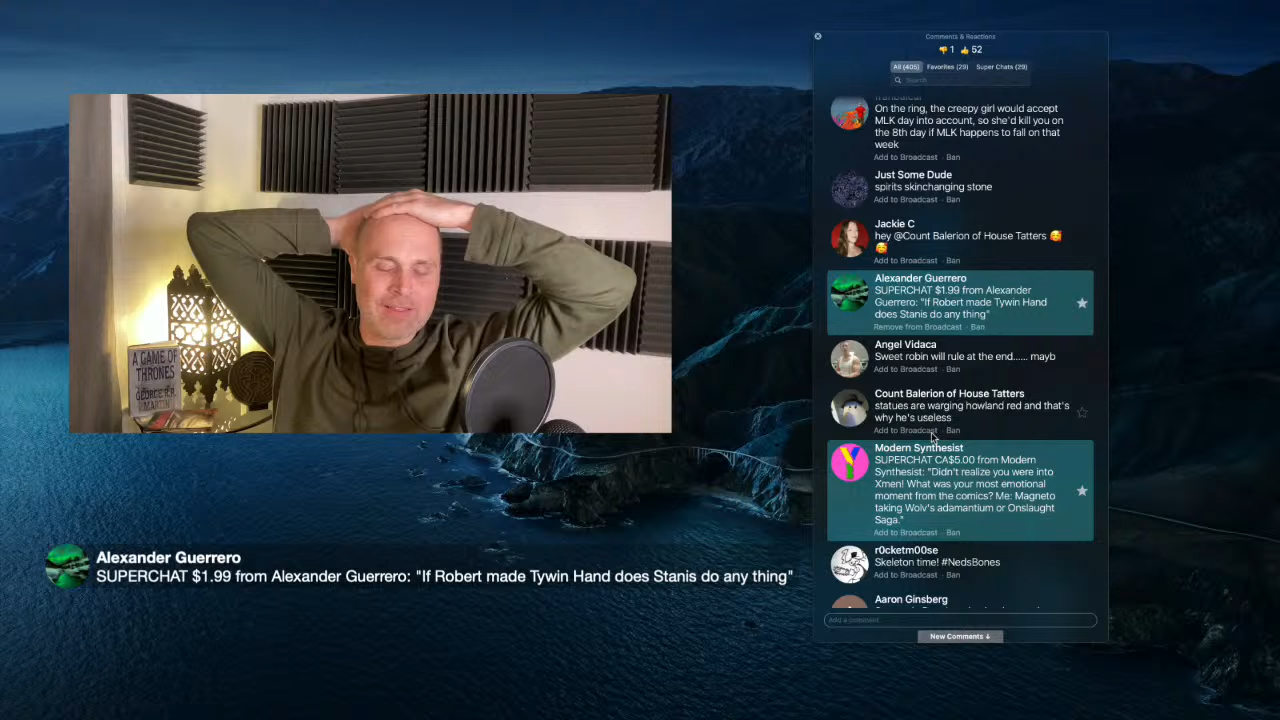 Comments & Reactions
👎 1 👍 52
All (405) Favorites (29) Super Chats (29)
Search
On the ring, the creepy girl would accept
MLK day into account, so she'd kill you on
the 8th day if MLK happens to fall on that
week
Add to Broadcast · Ban
Just Some Dude
spirits skinchanging stone
Add to Broadcast · Ban
Jackie C
hey @Count Balerion of House Tatters 🥰
🥰
Add to Broadcast · Ban
Alexander Guerrero
SUPERCHAT $1.99 from Alexander
Guerrero: "If Robert made Tywin Hand
does Stanis do any thing"
Remove from Broadcast · Ban
Angel Vidaca
Sweet robin will rule at the end...... mayb
Add to Broadcast · Ban
Count Balerion of House Tatters
statues are warging howland red and that's
why he's useless
Add to Broadcast · Ban
Modern Synthesist
SUPERCHAT CA$5.00 from Modern
Synthesist: "Didn't realize you were into
Xmen! What was your most emotional
moment from the comics? Me: Magneto
taking Wolv's adamantium or Onslaught
Saga."
Add to Broadcast · Ban
r0cketm00se
Skeleton time! #NedsBones
Add to Broadcast · Ban
Aaron Ginsberg
Add a comment
New Comments ↓
A GAME OF
THRONES
GEORGE R.R.
MARTIN
Alexander Guerrero
SUPERCHAT $1.99 from Alexander Guerrero: "If Robert made Tywin Hand does Stanis do any thing"